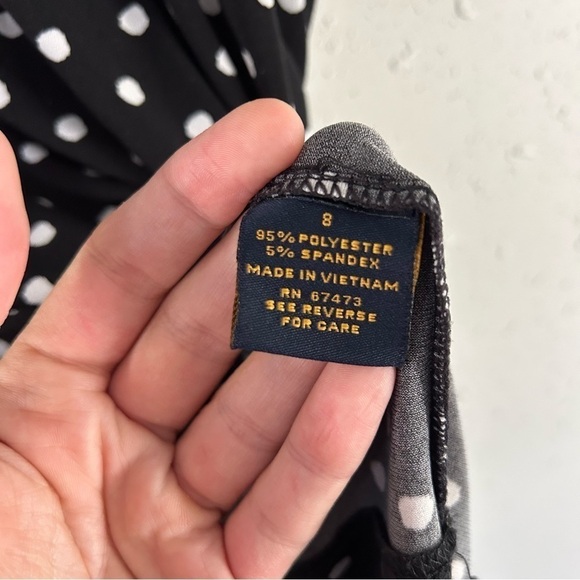 8
95% POLYESTER
5% SPANDEX
MADE IN VIETNAM
RN 67473
SEE REVERSE
FOR CARE